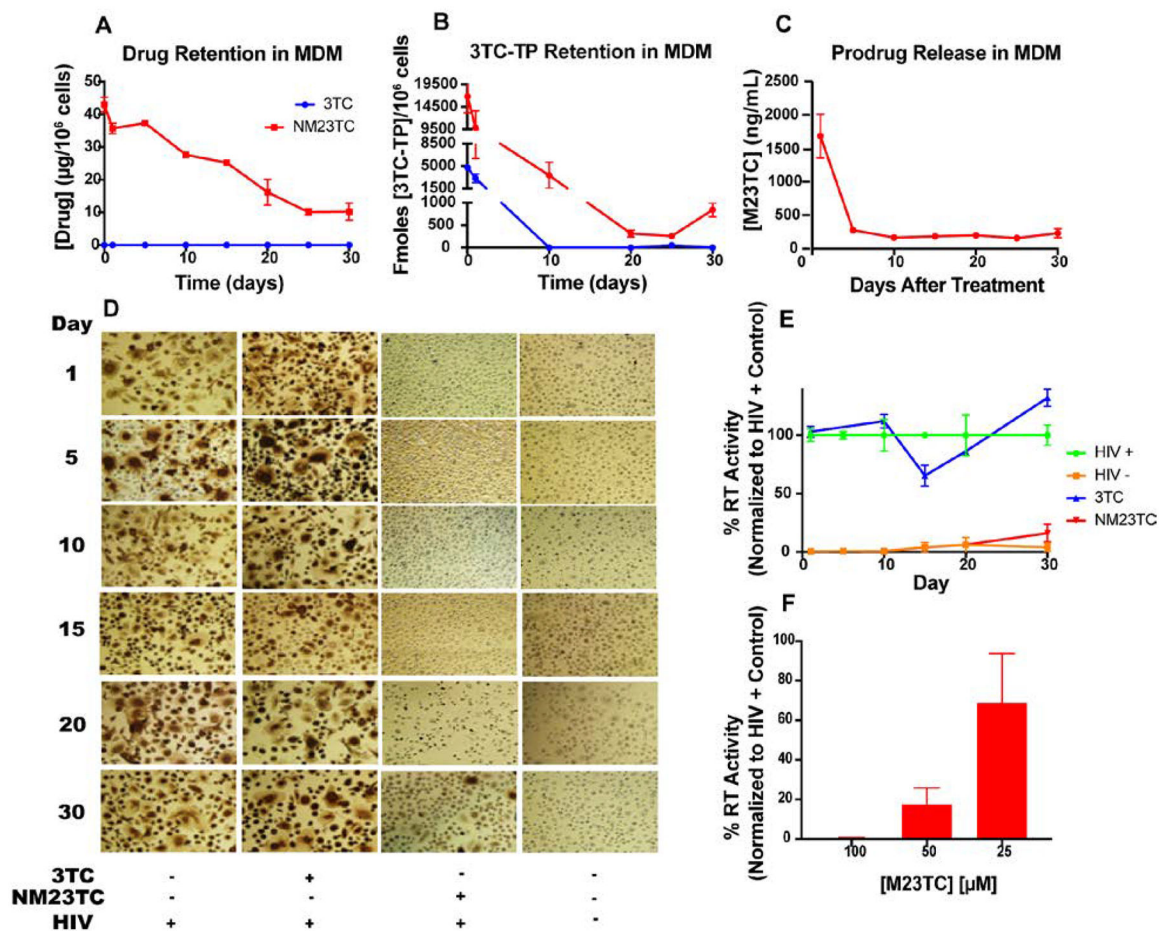 A
Drug Retention in MDM
[Drug] (µg/10⁶ cells)
50
40
30
20
10
0
3TC
NM23TC
0 10 20 30
Time (days)
B
3TC-TP Retention in MDM
Fmoles [3TC-TP]/10⁶ cells
19500
14500
9500
8500
5000
1500
1000
500
0
0 10 20 30
Time (days)
C
Prodrug Release in MDM
[M23TC] (ng/mL)
2500
2000
1500
1000
500
0
0 10 20 30
Days After Treatment
D
Day
1
5
10
15
20
30
3TC - + - -
NM23TC - - + -
HIV + + + -
E
% RT Activity
(Normalized to HIV + Control)
100
50
0
0 10 20 30
Day
HIV +
HIV -
3TC
NM23TC
F
% RT Activity
(Normalized to HIV + Control)
100
80
60
40
20
0
100 50 25
[M23TC] [µM]